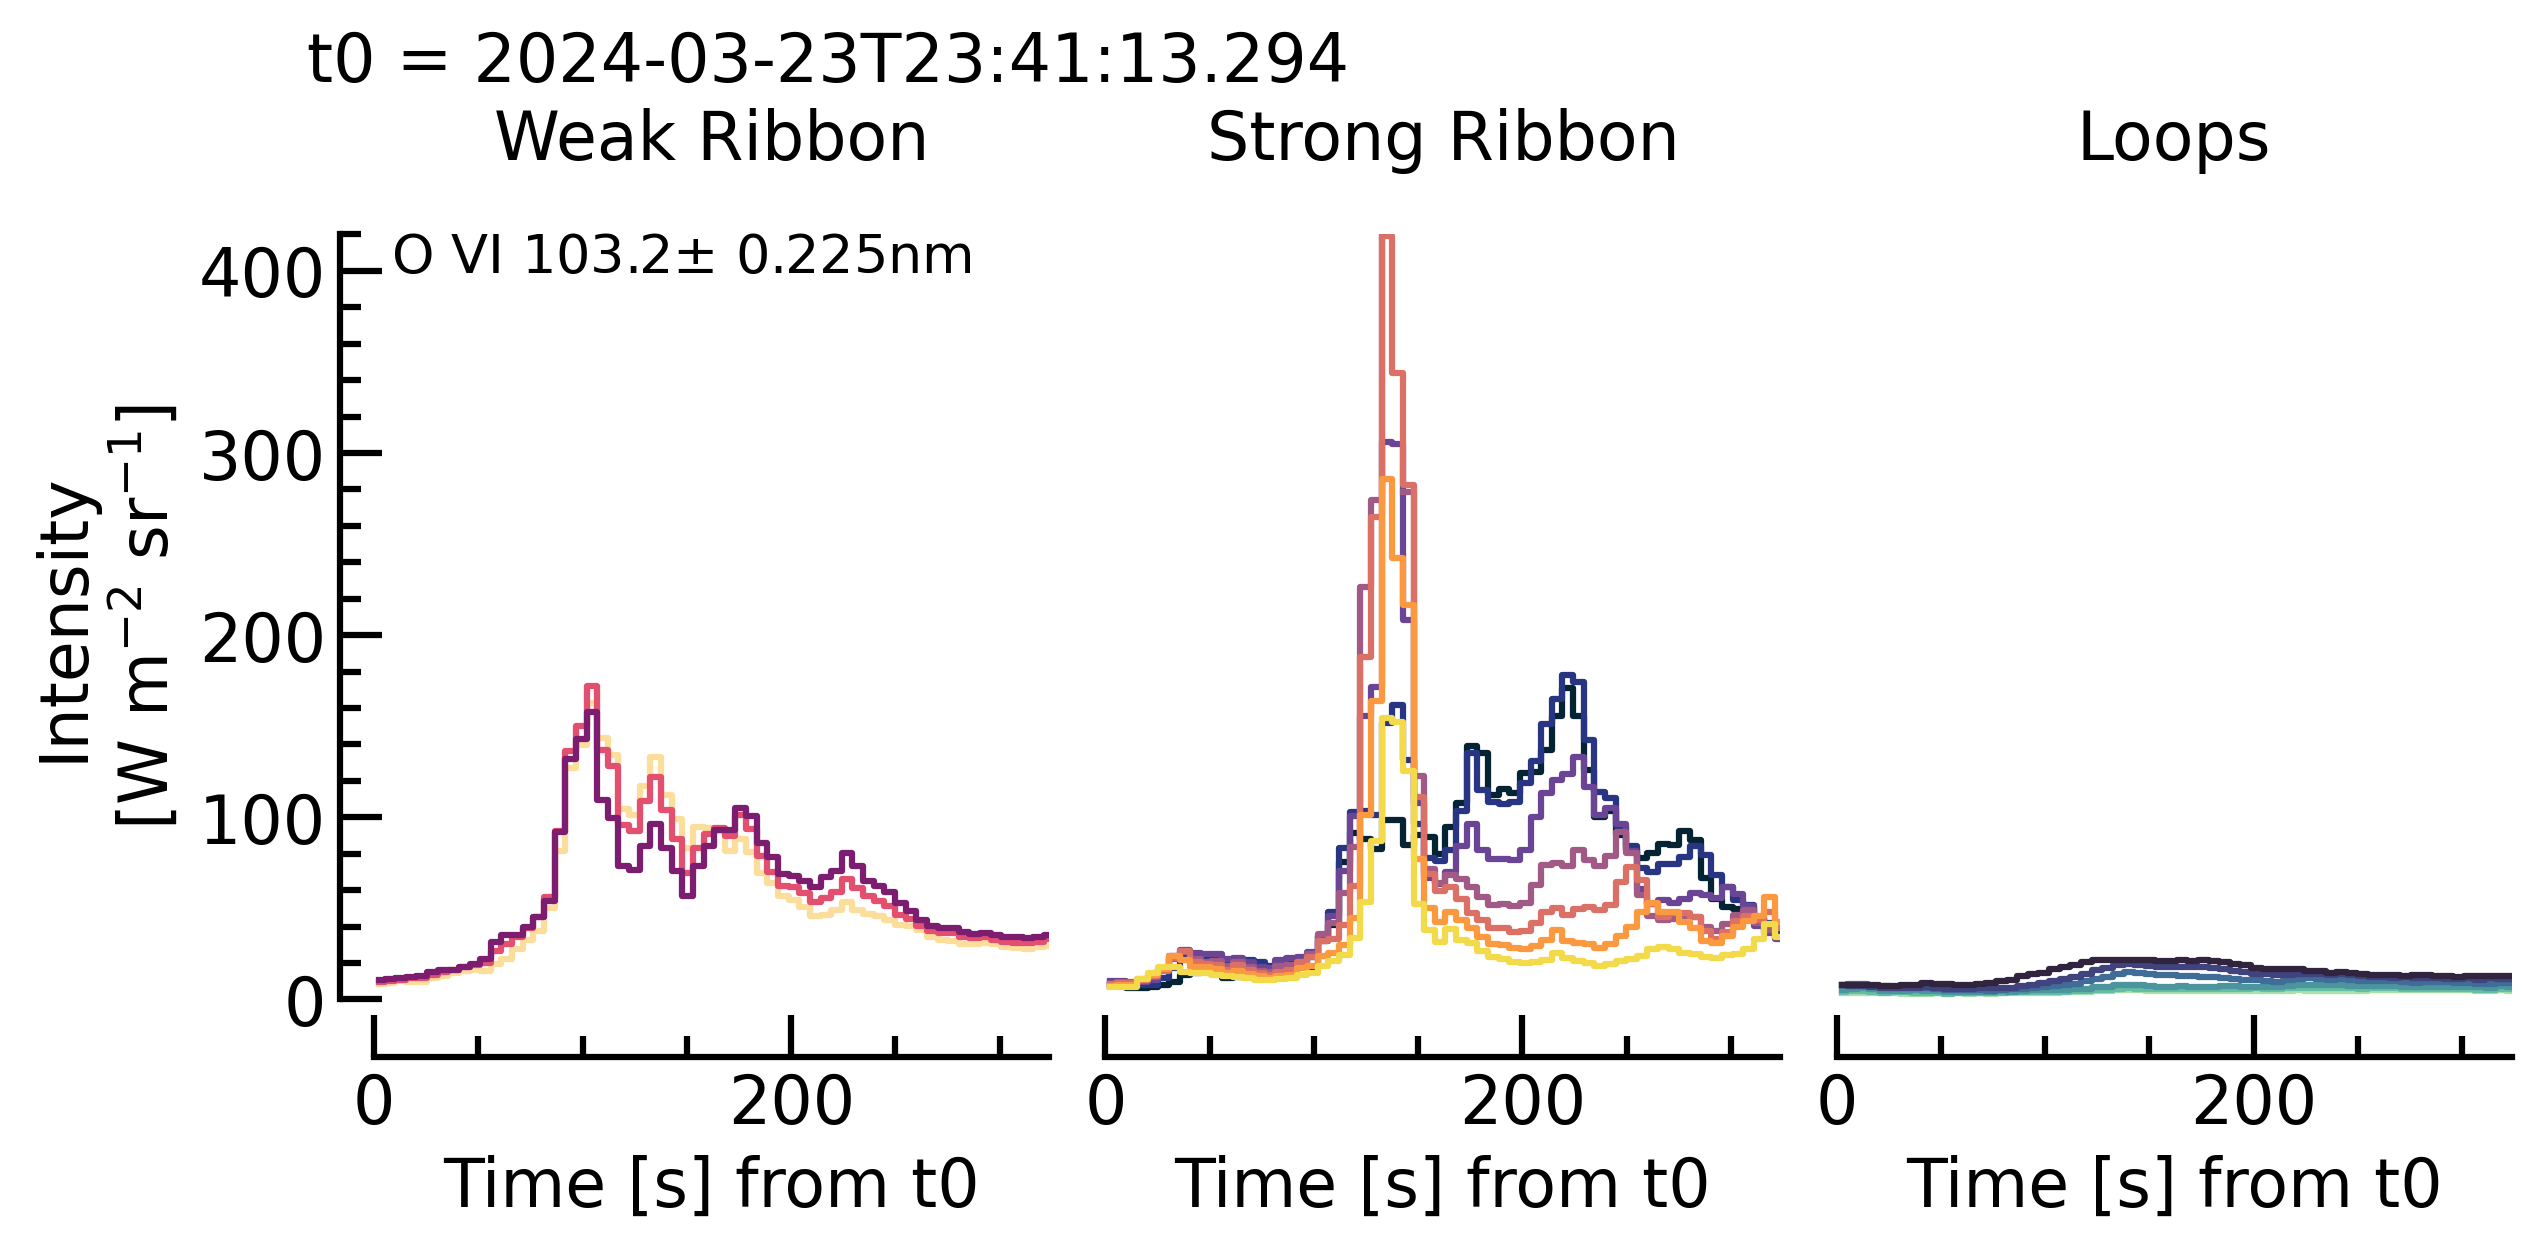 t0 = 2024-03-23T23:41:13.294
Weak Ribbon
Strong Ribbon
Loops
O VI 103.2± 0.225nm
Intensity
[W m⁻² sr⁻¹]
400
300
200
100
0
0 200
0 200
0 200
Time [s] from t0
Time [s] from t0
Time [s] from t0